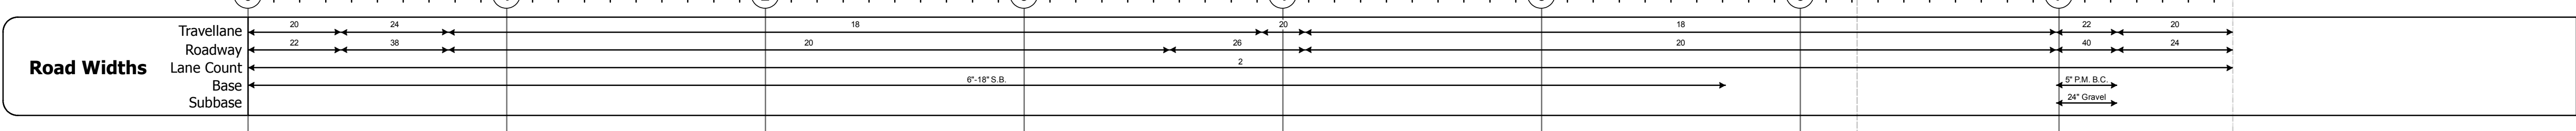 20 24 18 20 18 22 20
Travellane
22 38 20 26 20 40 24
Roadway
Road Widths
Lane Count 2
Base 6"-18" S.B. 5" P.M. B.C.
Subbase 24" Gravel